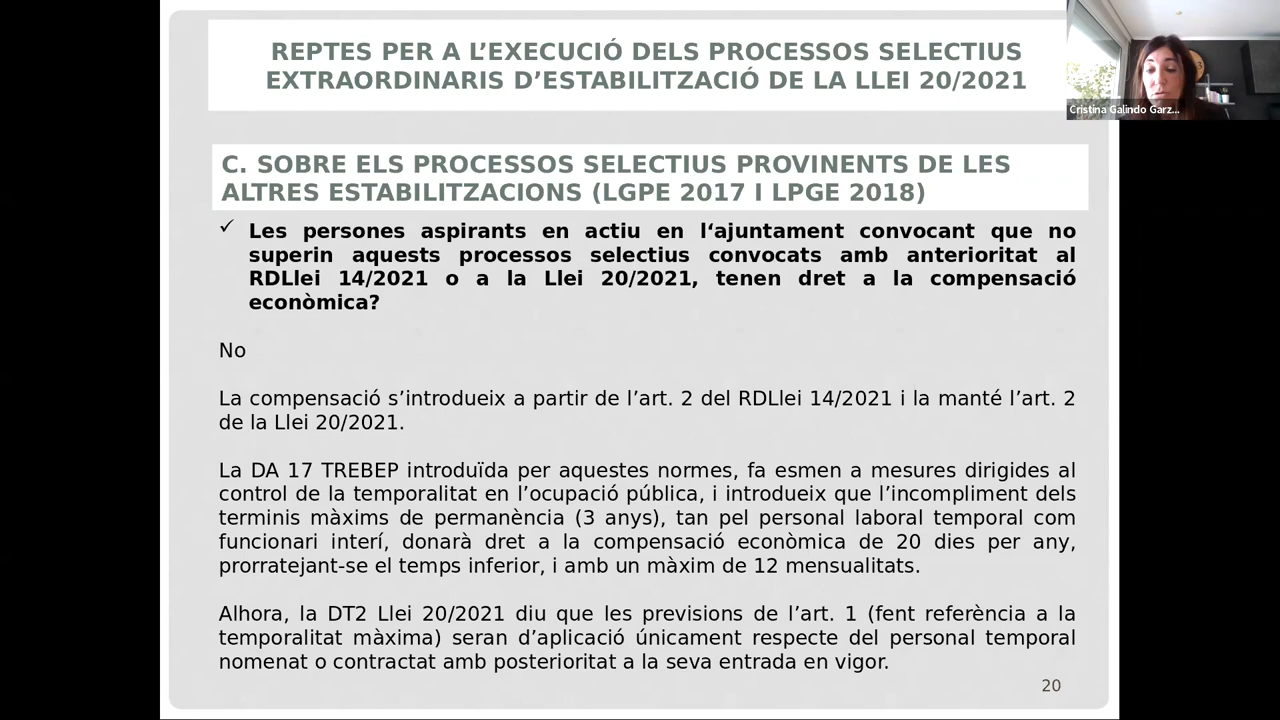 REPTES PER A L’EXECUCIÓ DELS PROCESSOS SELECTIUS
EXTRAORDINARIS D’ESTABILITZACIÓ DE LA LLEI 20/2021
Cristina Galindo Garz...
C. SOBRE ELS PROCESSOS SELECTIUS PROVINENTS DE LES
ALTRES ESTABILITZACIONS (LGPE 2017 I LPGE 2018)
✓ Les persones aspirants en actiu en l‘ajuntament convocant que no
superin aquests processos selectius convocats amb anterioritat al
RDLlei 14/2021 o a la Llei 20/2021, tenen dret a la compensació
econòmica?
No
La compensació s’introdueix a partir de l’art. 2 del RDLlei 14/2021 i la manté l’art. 2
de la Llei 20/2021.
La DA 17 TREBEP introduïda per aquestes normes, fa esmen a mesures dirigides al
control de la temporalitat en l’ocupació pública, i introdueix que l’incompliment dels
terminis màxims de permanència (3 anys), tan pel personal laboral temporal com
funcionari interí, donarà dret a la compensació econòmica de 20 dies per any,
prorratejant-se el temps inferior, i amb un màxim de 12 mensualitats.
Alhora, la DT2 Llei 20/2021 diu que les previsions de l’art. 1 (fent referència a la
temporalitat màxima) seran d’aplicació únicament respecte del personal temporal
nomenat o contractat amb posterioritat a la seva entrada en vigor.
20